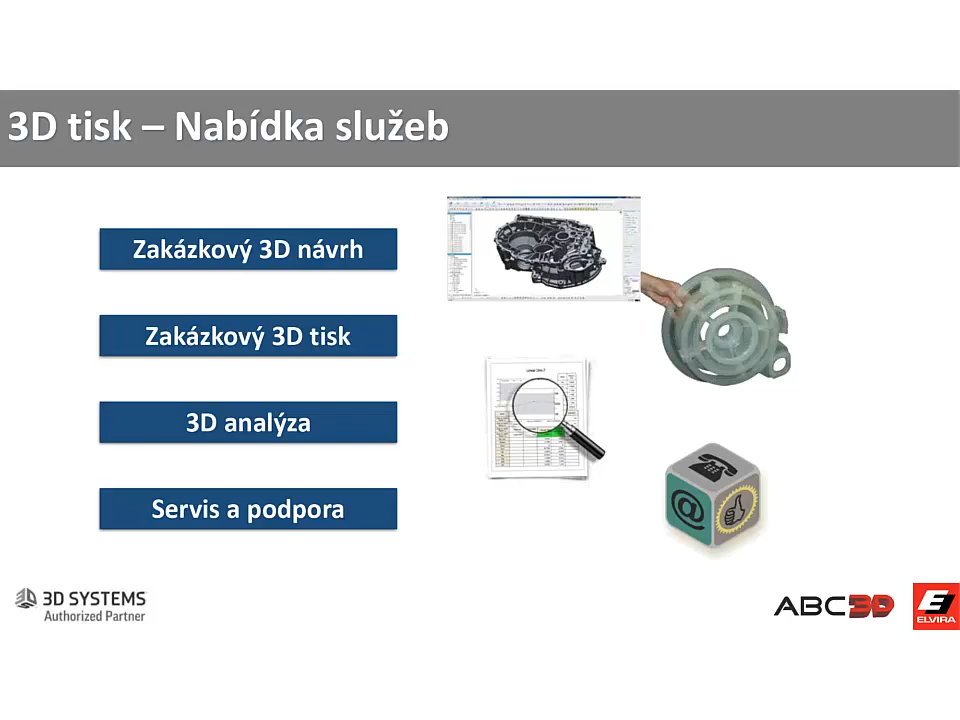 3D tisk – Nabídka služeb
Zakázkový 3D návrh
Zakázkový 3D tisk
3D analýza
Servis a podpora
@
3D SYSTEMS
Authorized Partner
ABC3D
ELVIRA